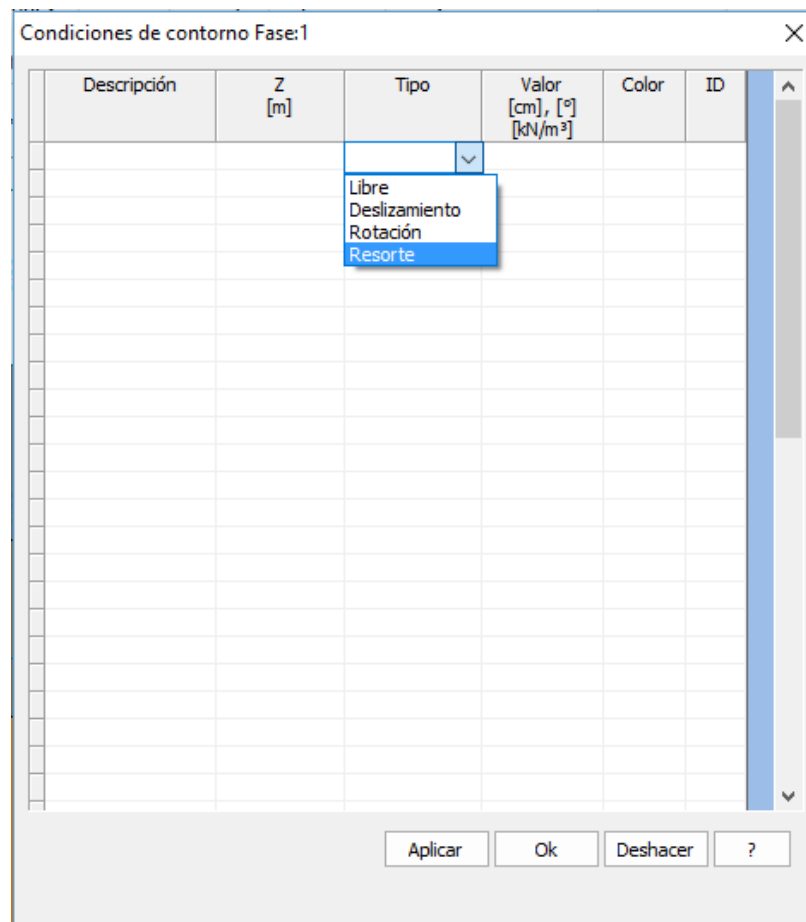 Condiciones de contorno Fase:1
Descripción
Z
[m]
Tipo
Valor
[cm], [°]
[kN/m³]
Color
ID
Libre
Deslizamiento
Rotación
Resorte
Aplicar
Ok
Deshacer
?